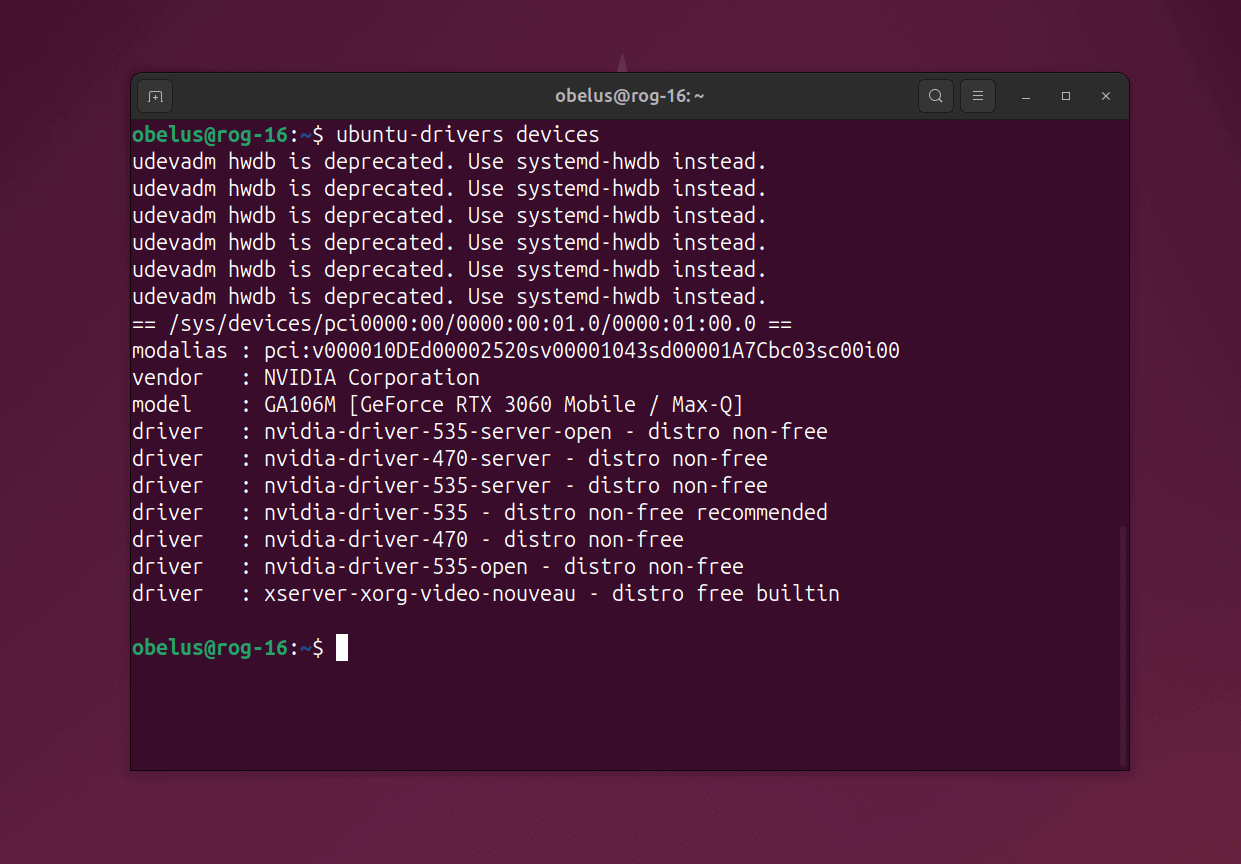 obelus@rog-16: ~
obelus@rog-16:~$ ubuntu-drivers devices
udevadm hwdb is deprecated. Use systemd-hwdb instead.
udevadm hwdb is deprecated. Use systemd-hwdb instead.
udevadm hwdb is deprecated. Use systemd-hwdb instead.
udevadm hwdb is deprecated. Use systemd-hwdb instead.
udevadm hwdb is deprecated. Use systemd-hwdb instead.
udevadm hwdb is deprecated. Use systemd-hwdb instead.
== /sys/devices/pci0000:00/0000:00:01.0/0000:01:00.0 ==
modalias : pci:v000010DEd00002520sv00001043sd00001A7Cbc03sc00i00
vendor   : NVIDIA Corporation
model    : GA106M [GeForce RTX 3060 Mobile / Max-Q]
driver   : nvidia-driver-535-server-open - distro non-free
driver   : nvidia-driver-470-server - distro non-free
driver   : nvidia-driver-535-server - distro non-free
driver   : nvidia-driver-535 - distro non-free recommended
driver   : nvidia-driver-470 - distro non-free
driver   : nvidia-driver-535-open - distro non-free
driver   : xserver-xorg-video-nouveau - distro free builtin
obelus@rog-16:~$